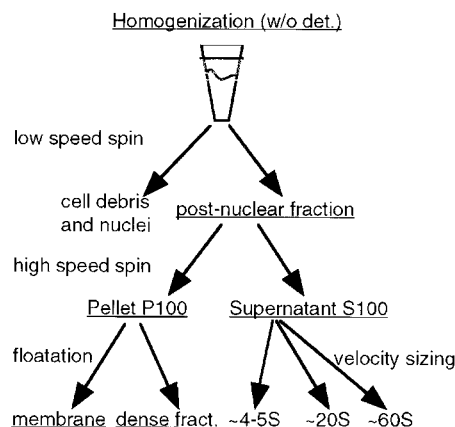 Homogenization (w/o det.)
low speed spin
cell debris
and nuclei
post-nuclear fraction
high speed spin
Pellet P100
Supernatant S100
floatation
velocity sizing
membrane
dense fract.
~4-5S
~20S
~60S